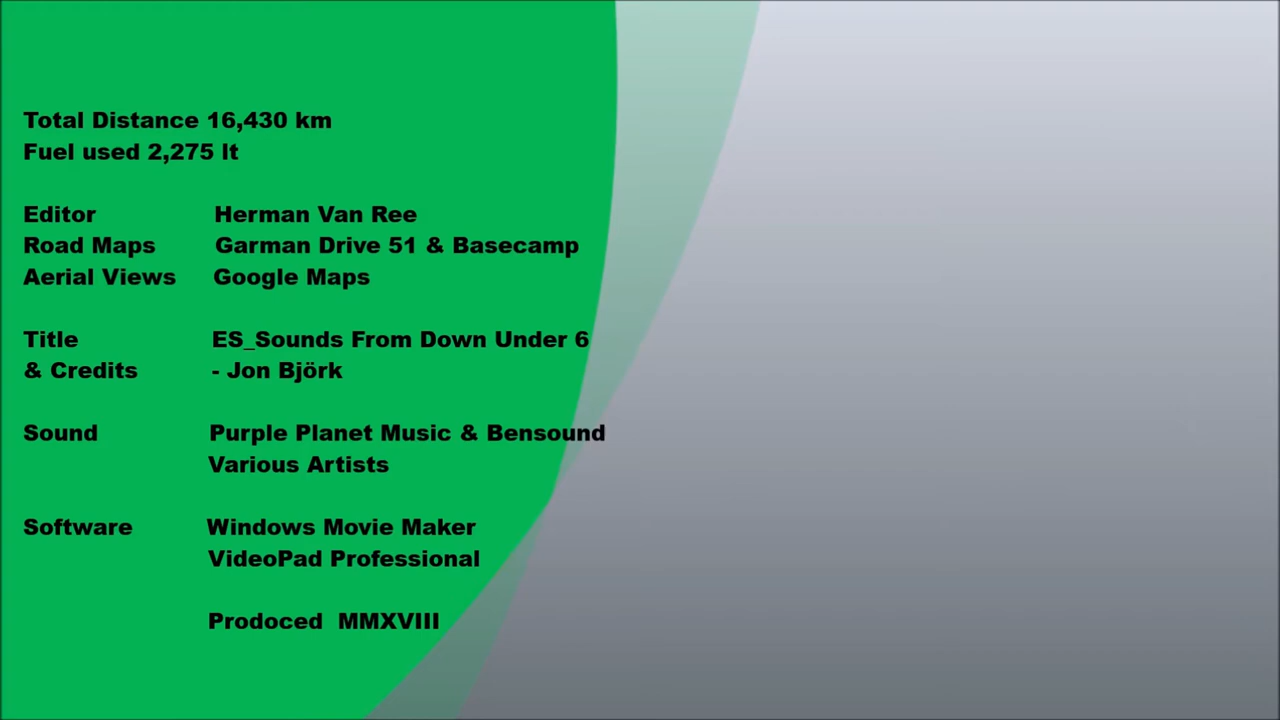 Total Distance 16,430 km
Fuel used 2,275 lt
Editor Herman Van Ree
Road Maps Garman Drive 51 & Basecamp
Aerial Views Google Maps
Title ES_Sounds From Down Under 6
& Credits - Jon Björk
Sound Purple Planet Music & Bensound
Various Artists
Software Windows Movie Maker
VideoPad Professional
Prodoced MMXVIII